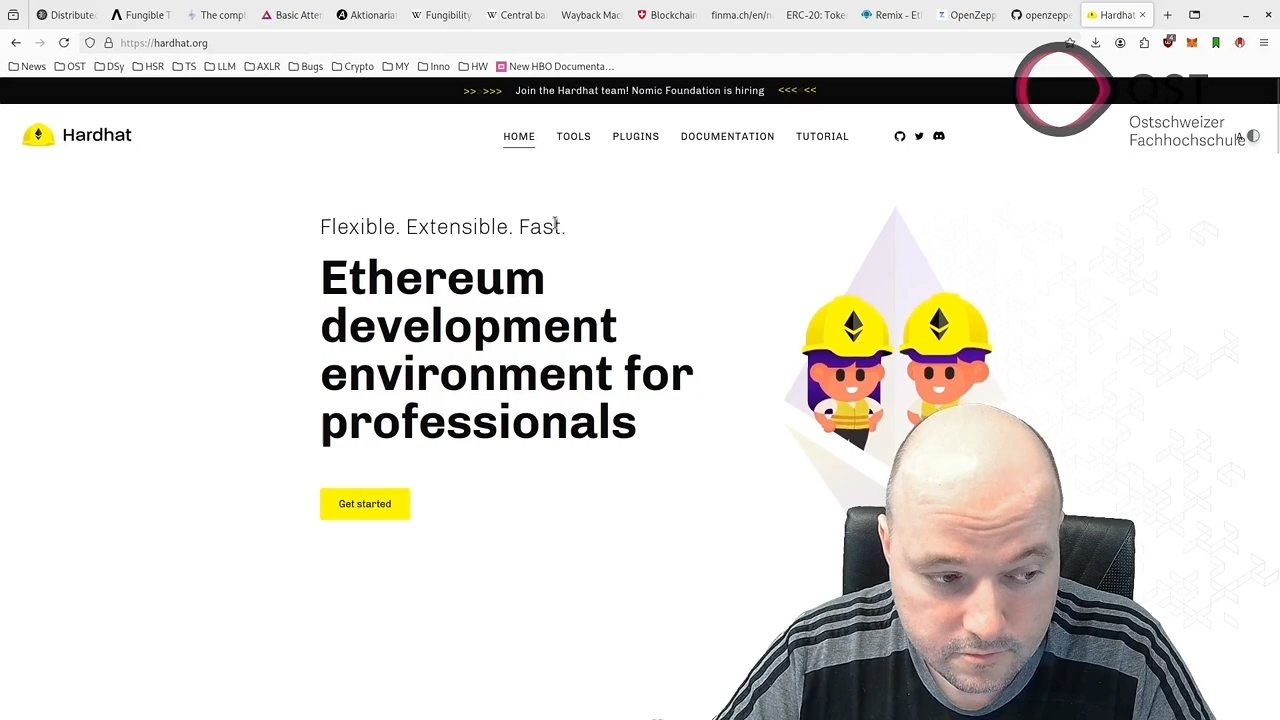 Distribute
Fungible T
The compl
Basic Atter
Aktionariat
Fungibility
Central ba
Wayback Mac
Blockchain
finma.ch/en/n
ERC-20: Toke
Remix - Eth
OpenZepp
openzeppe
Hardhat
https://hardhat.org
News
OST
DSy
HSR
TS
LLM
AXLR
Bugs
Crypto
MY
Inno
HW
New HBO Documenta…
>> >>> Join the Hardhat team! Nomic Foundation is hiring <<< <<
OST
Ostschweizer
Fachhochschule
Hardhat
HOME
TOOLS
PLUGINS
DOCUMENTATION
TUTORIAL
Flexible. Extensible. Fast.
Ethereum
development
environment for
professionals
Get started